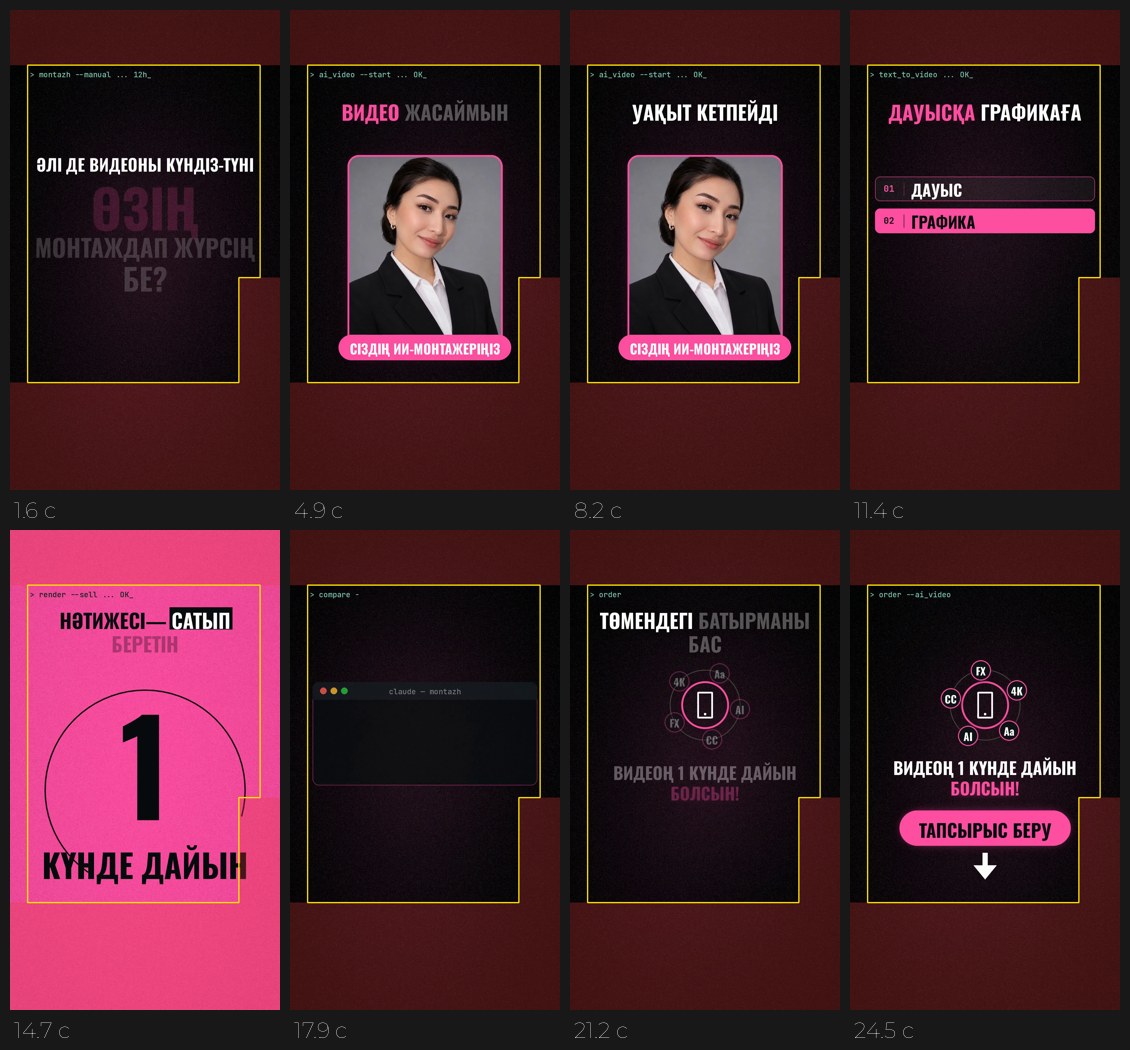 > montazh --manual ... 12h_
ӘЛІ ДЕ ВИДЕОНЫ КҮНДІЗ-ТҮНІ
ӨЗІҢ
МОНТАЖДАП ЖҮРСІҢ
БЕ?
1.6 с
> ai_video --start ... OK_
ВИДЕО ЖАСАЙМЫН
СІЗДІҢ ИИ-МОНТАЖЕРІҢІЗ
4.9 с
> ai_video --start ... OK_
УАҚЫТ КЕТПЕЙДІ
СІЗДІҢ ИИ-МОНТАЖЕРІҢІЗ
8.2 с
> text_to_video ... OK_
ДАУЫСҚА ГРАФИКАҒА
01 ДАУЫС
02 ГРАФИКА
11.4 с
> render --sell ... OK_
НӘТИЖЕСІ— САТЫП
БЕРЕТІН
1
КҮНДЕ ДАЙЫН
14.7 с
> compare -
claude — montazh
17.9 с
> order
ТӨМЕНДЕГІ БАТЫРМАНЫ
БАС
4K
Aa
FX
AI
CC
ВИДЕОҢ 1 КҮНДЕ ДАЙЫН
БОЛСЫН!
21.2 с
> order --ai_video
FX
CC
4K
AI
Aa
ВИДЕОҢ 1 КҮНДЕ ДАЙЫН
БОЛСЫН!
ТАПСЫРЫС БЕРУ
24.5 с